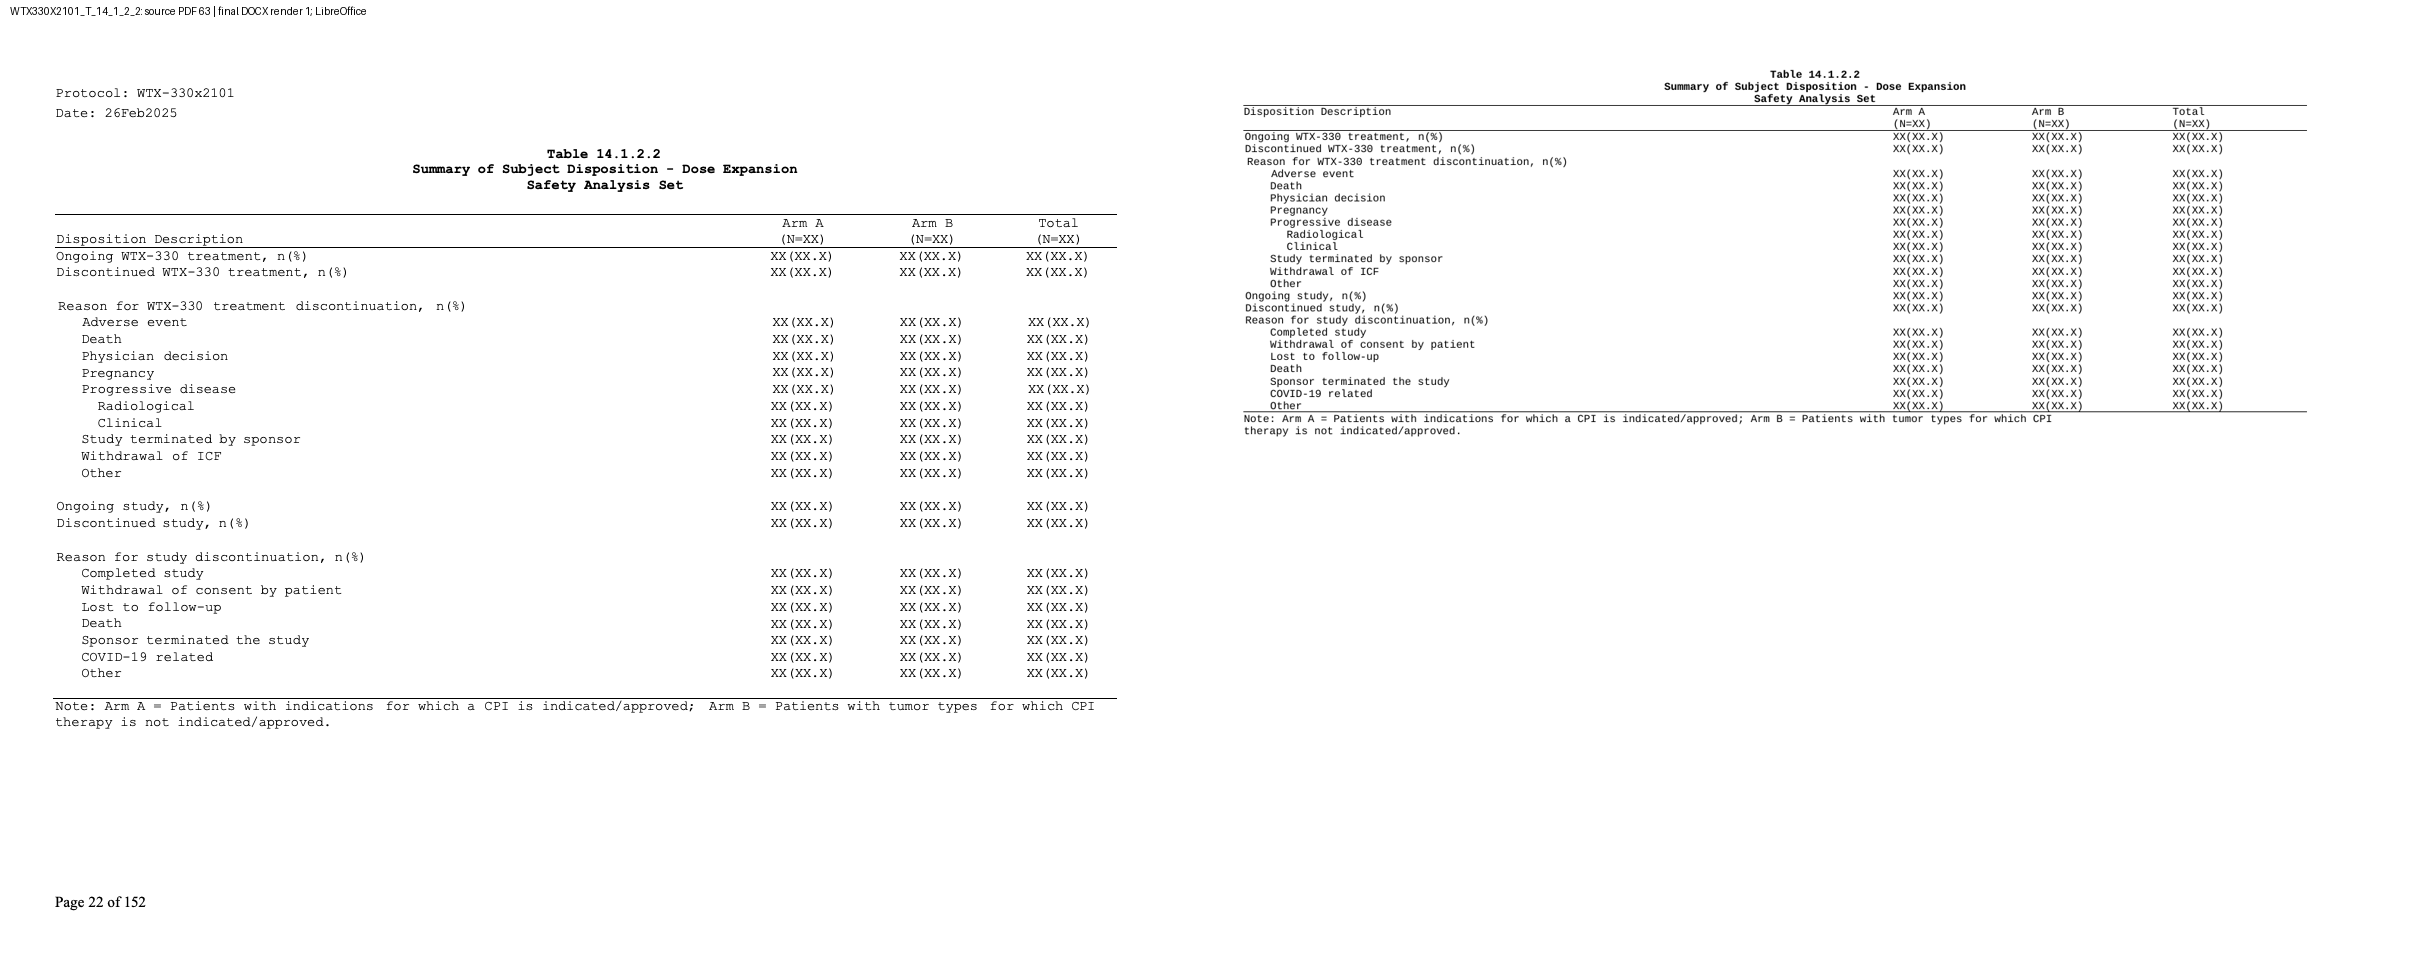 WTX330X2101_T_14_1_2_2: source PDF 63 | final DOCX render 1; LibreOffice
Protocol: WTX-330x2101
Date: 26Feb2025
Table 14.1.2.2
Summary of Subject Disposition - Dose Expansion
Safety Analysis Set
Arm A Arm B Total
Disposition Description (N=XX) (N=XX) (N=XX)
Ongoing WTX-330 treatment, n(%) XX(XX.X) XX(XX.X) XX(XX.X)
Discontinued WTX-330 treatment, n(%) XX(XX.X) XX(XX.X) XX(XX.X)
Reason for WTX-330 treatment discontinuation, n(%)
Adverse event XX(XX.X) XX(XX.X) XX(XX.X)
Death XX(XX.X) XX(XX.X) XX(XX.X)
Physician decision XX(XX.X) XX(XX.X) XX(XX.X)
Pregnancy XX(XX.X) XX(XX.X) XX(XX.X)
Progressive disease XX(XX.X) XX(XX.X) XX(XX.X)
Radiological XX(XX.X) XX(XX.X) XX(XX.X)
Clinical XX(XX.X) XX(XX.X) XX(XX.X)
Study terminated by sponsor XX(XX.X) XX(XX.X) XX(XX.X)
Withdrawal of ICF XX(XX.X) XX(XX.X) XX(XX.X)
Other XX(XX.X) XX(XX.X) XX(XX.X)
Ongoing study, n(%) XX(XX.X) XX(XX.X) XX(XX.X)
Discontinued study, n(%) XX(XX.X) XX(XX.X) XX(XX.X)
Reason for study discontinuation, n(%)
Completed study XX(XX.X) XX(XX.X) XX(XX.X)
Withdrawal of consent by patient XX(XX.X) XX(XX.X) XX(XX.X)
Lost to follow-up XX(XX.X) XX(XX.X) XX(XX.X)
Death XX(XX.X) XX(XX.X) XX(XX.X)
Sponsor terminated the study XX(XX.X) XX(XX.X) XX(XX.X)
COVID-19 related XX(XX.X) XX(XX.X) XX(XX.X)
Other XX(XX.X) XX(XX.X) XX(XX.X)
Note: Arm A = Patients with indications for which a CPI is indicated/approved; Arm B = Patients with tumor types for which CPI
therapy is not indicated/approved.
Page 22 of 152
Table 14.1.2.2
Summary of Subject Disposition - Dose Expansion
Safety Analysis Set
Disposition Description Arm A Arm B Total
(N=XX) (N=XX) (N=XX)
Ongoing WTX-330 treatment, n(%) XX(XX.X) XX(XX.X) XX(XX.X)
Discontinued WTX-330 treatment, n(%) XX(XX.X) XX(XX.X) XX(XX.X)
Reason for WTX-330 treatment discontinuation, n(%)
Adverse event XX(XX.X) XX(XX.X) XX(XX.X)
Death XX(XX.X) XX(XX.X) XX(XX.X)
Physician decision XX(XX.X) XX(XX.X) XX(XX.X)
Pregnancy XX(XX.X) XX(XX.X) XX(XX.X)
Progressive disease XX(XX.X) XX(XX.X) XX(XX.X)
Radiological XX(XX.X) XX(XX.X) XX(XX.X)
Clinical XX(XX.X) XX(XX.X) XX(XX.X)
Study terminated by sponsor XX(XX.X) XX(XX.X) XX(XX.X)
Withdrawal of ICF XX(XX.X) XX(XX.X) XX(XX.X)
Other XX(XX.X) XX(XX.X) XX(XX.X)
Ongoing study, n(%) XX(XX.X) XX(XX.X) XX(XX.X)
Discontinued study, n(%) XX(XX.X) XX(XX.X) XX(XX.X)
Reason for study discontinuation, n(%)
Completed study XX(XX.X) XX(XX.X) XX(XX.X)
Withdrawal of consent by patient XX(XX.X) XX(XX.X) XX(XX.X)
Lost to follow-up XX(XX.X) XX(XX.X) XX(XX.X)
Death XX(XX.X) XX(XX.X) XX(XX.X)
Sponsor terminated the study XX(XX.X) XX(XX.X) XX(XX.X)
COVID-19 related XX(XX.X) XX(XX.X) XX(XX.X)
Other XX(XX.X) XX(XX.X) XX(XX.X)
Note: Arm A = Patients with indications for which a CPI is indicated/approved; Arm B = Patients with tumor types for which CPI
therapy is not indicated/approved.